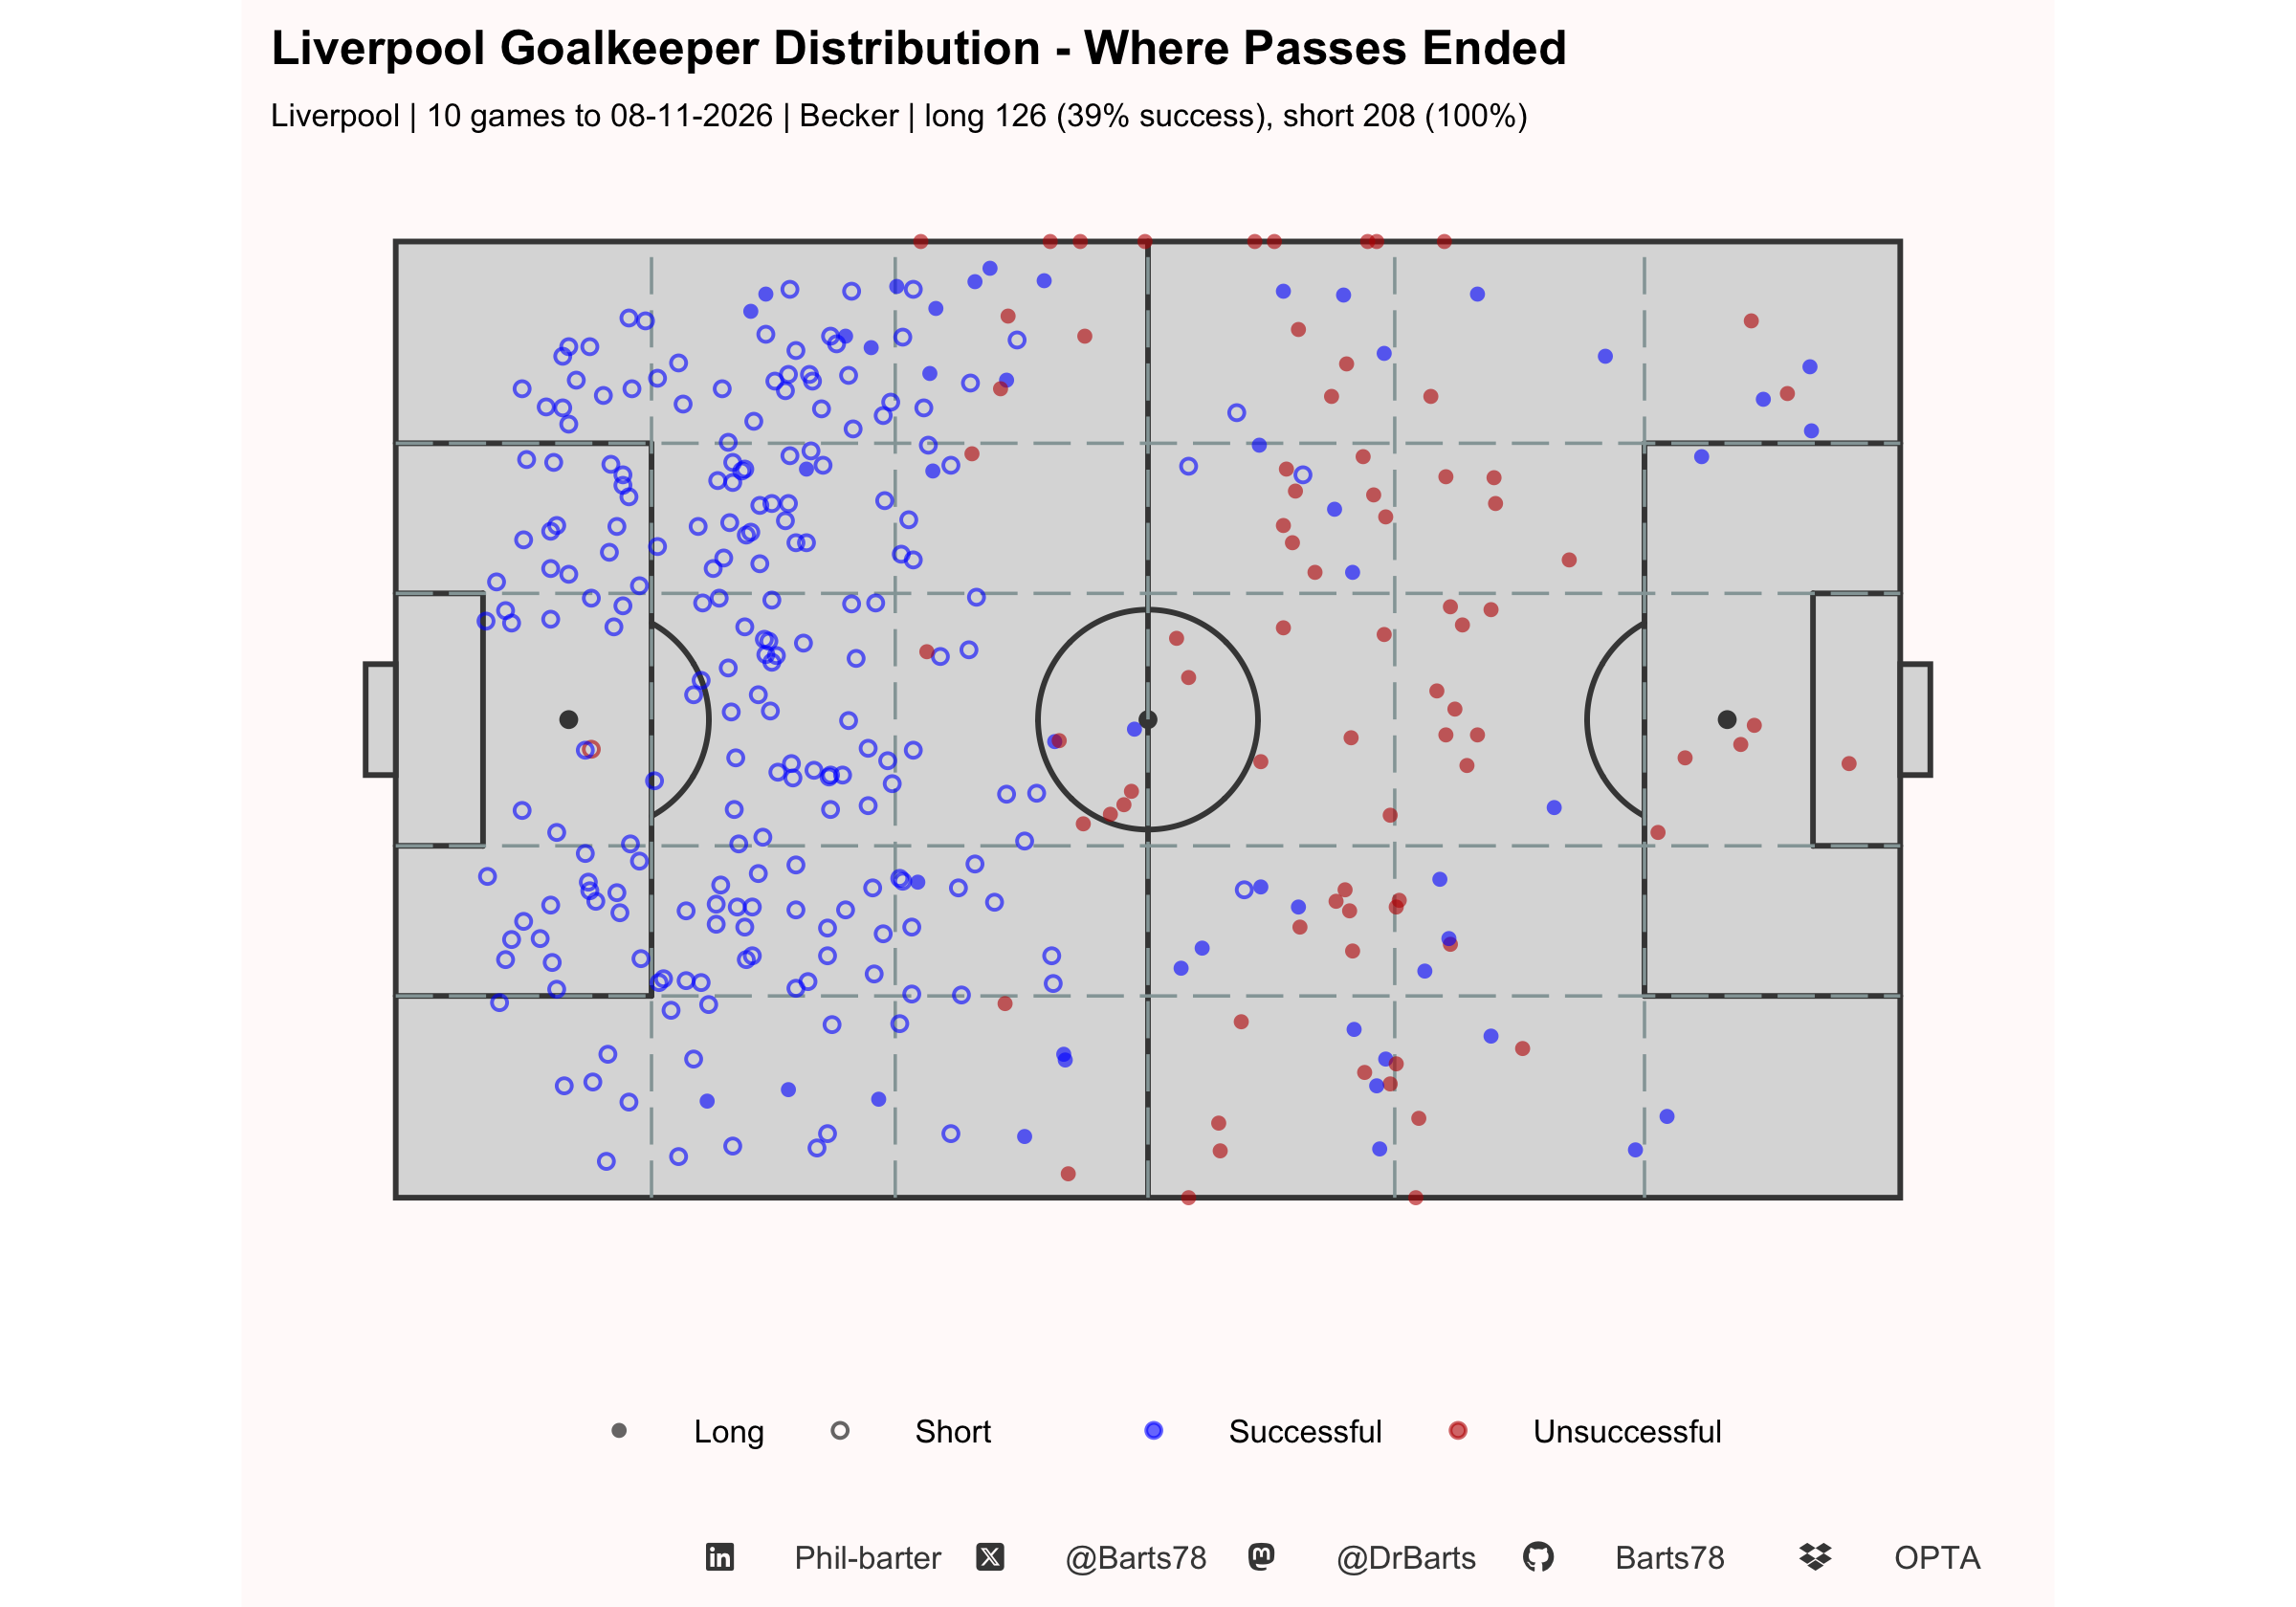 Liverpool Goalkeeper Distribution - Where Passes Ended
Liverpool | 10 games to 08-11-2026 | Becker | long 126 (39% success), short 208 (100%)
Long Short Successful Unsuccessful
Phil-barter @Barts78 @DrBarts Barts78 OPTA